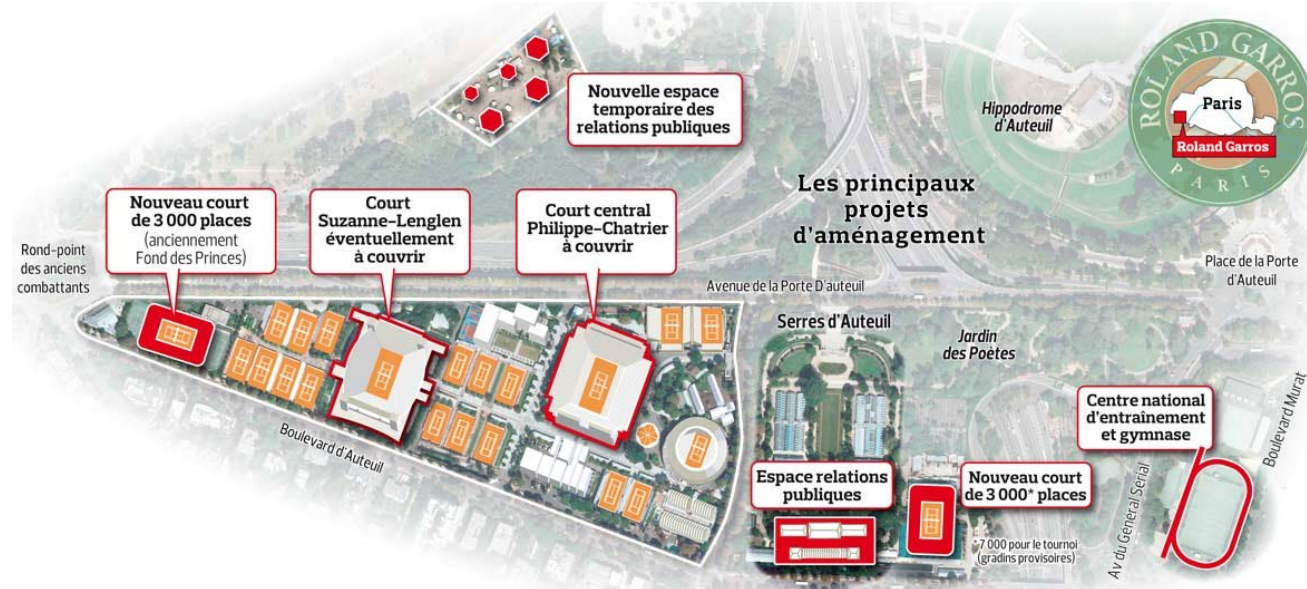 Nouvelle espace
temporaire des
relations publiques
Hippodrome
d'Auteuil
ROLAND GARROS
Paris
Roland Garros
PARIS
Les principaux
projets
d'aménagement
Nouveau court
de 3 000 places
(anciennement
Fond des Princes)
Court
Suzanne-Lenglen
éventuellement
à couvrir
Court central
Philippe-Chatrier
à couvrir
Rond-point
des anciens
combattants
Place de la Porte
d'Auteuil
Avenue de la Porte D'auteuil
Serres d'Auteuil
Jardin
des Poètes
Centre national
d'entraînement
et gymnase
Boulevard Murat
Boulevard d'Auteuil
Espace relations
publiques
Nouveau court
de 3 000* places
*7 000 pour le tournoi
(gradins provisoires)
Av du General Serial